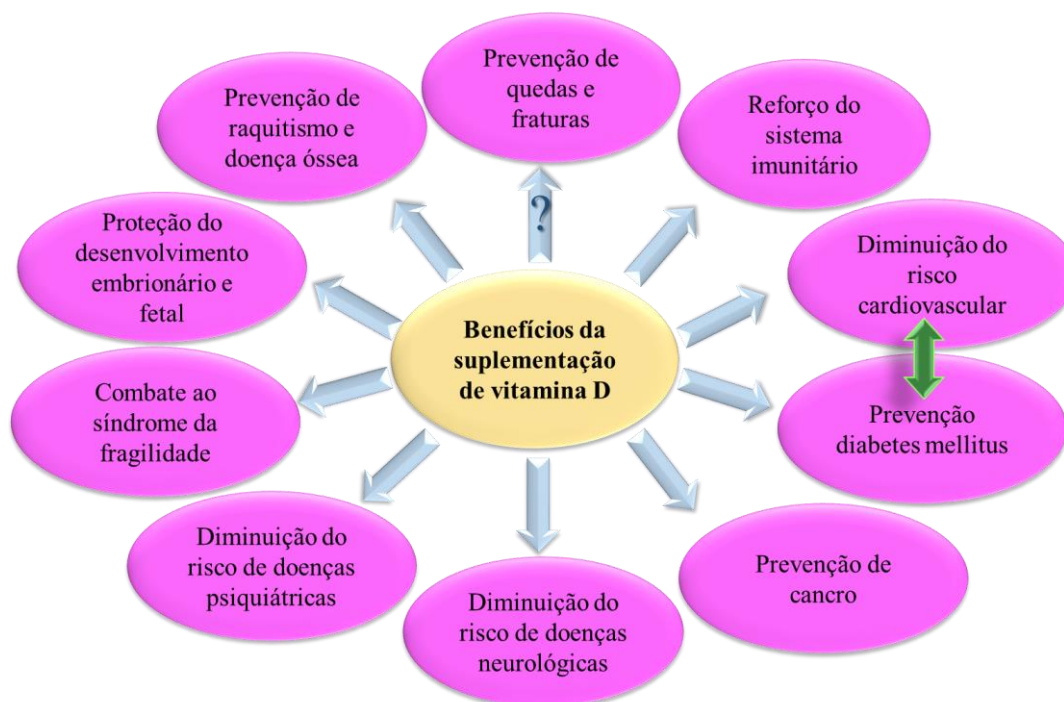 Prevenção de
quedas e
fraturas
Prevenção de
raquitismo e
doença óssea
Reforço do
sistema
imunitário
?
Proteção do
desenvolvimento
embrionário e
fetal
Diminuição do
risco
cardiovascular
Benefícios da
suplementação
de vitamina D
Combate ao
síndrome da
fragilidade
Prevenção
diabetes mellitus
Diminuição do
risco de doenças
psiquiátricas
Diminuição do
risco de doenças
neurológicas
Prevenção de
cancro